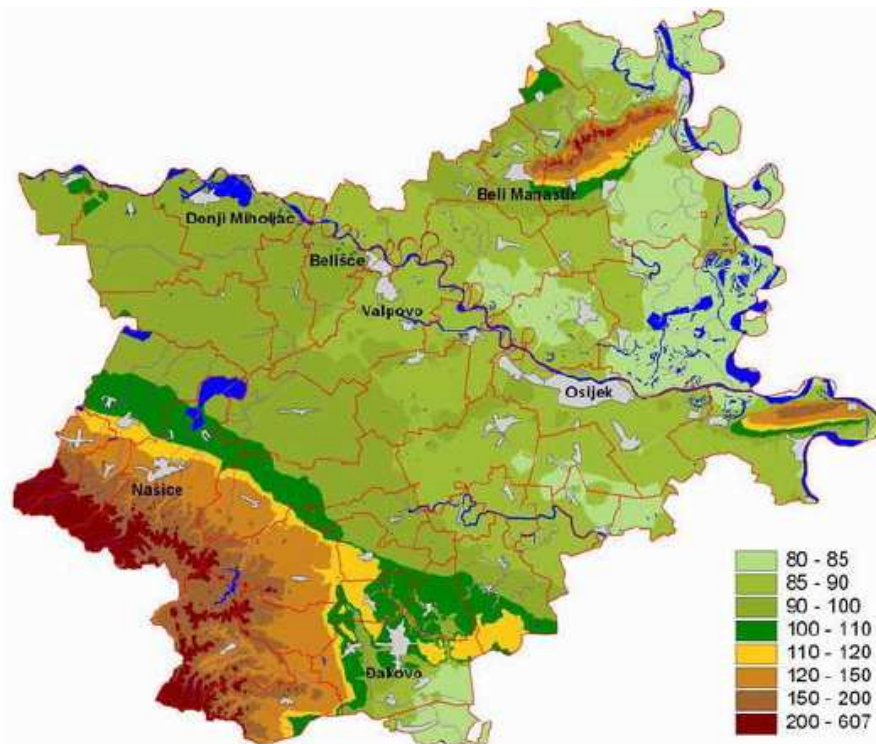 Beli Manastir
Donji Miholjac
Belišće
Valpovo
Osijek
Našice
Đakovo
80 - 85
85 - 90
90 - 100
100 - 110
110 - 120
120 - 150
150 - 200
200 - 607